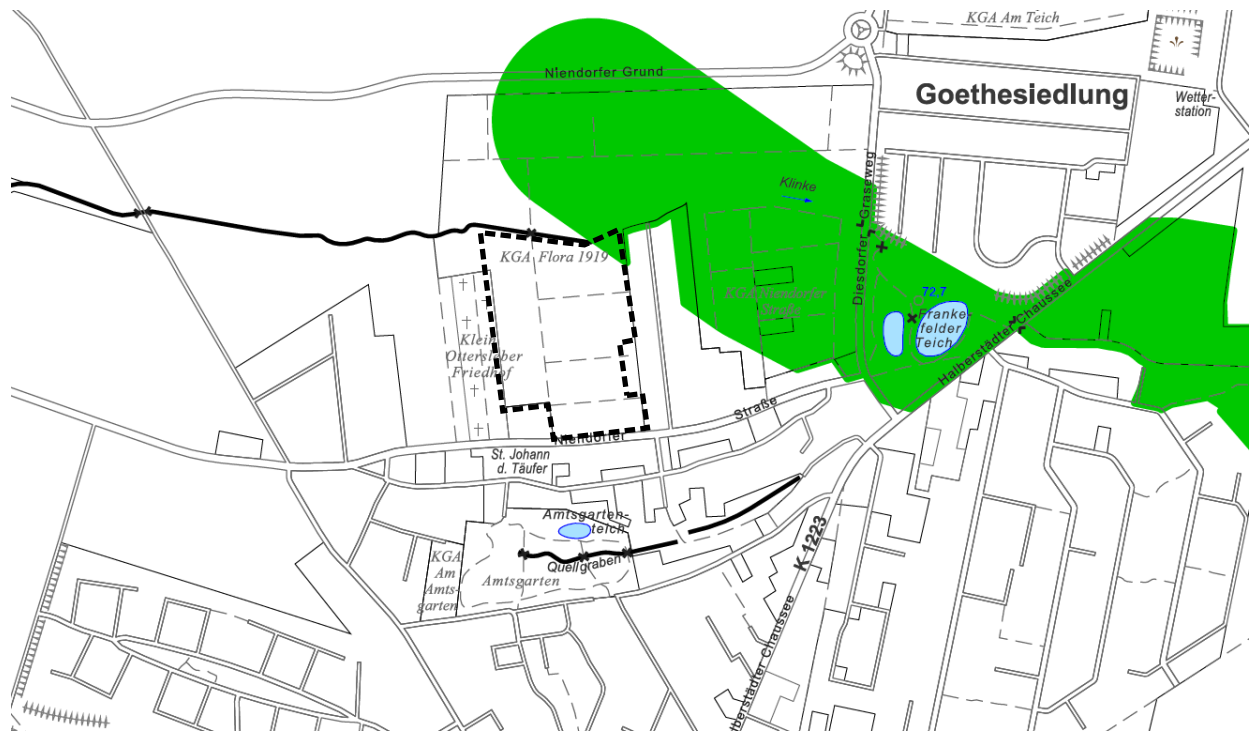 KGA Am Teich
Niendorfer Grund
Goethesiedlung
Wetter-
station
Klinke
Diesdorfer Graseweg
KGA Flora 1919
KGA Niendorfer
Straße
72,7
Franke-
felder
Teich
Halberstädter Chaussee
Klein
Ottersleber
Friedhof
Niendorfer Straße
St. Johann
d. Täufer
Amtsgarten-
teich
Quellgraben
KGA
Am
Amts-
garten
Amtsgarten
K 1223
lberstädter Chaussee